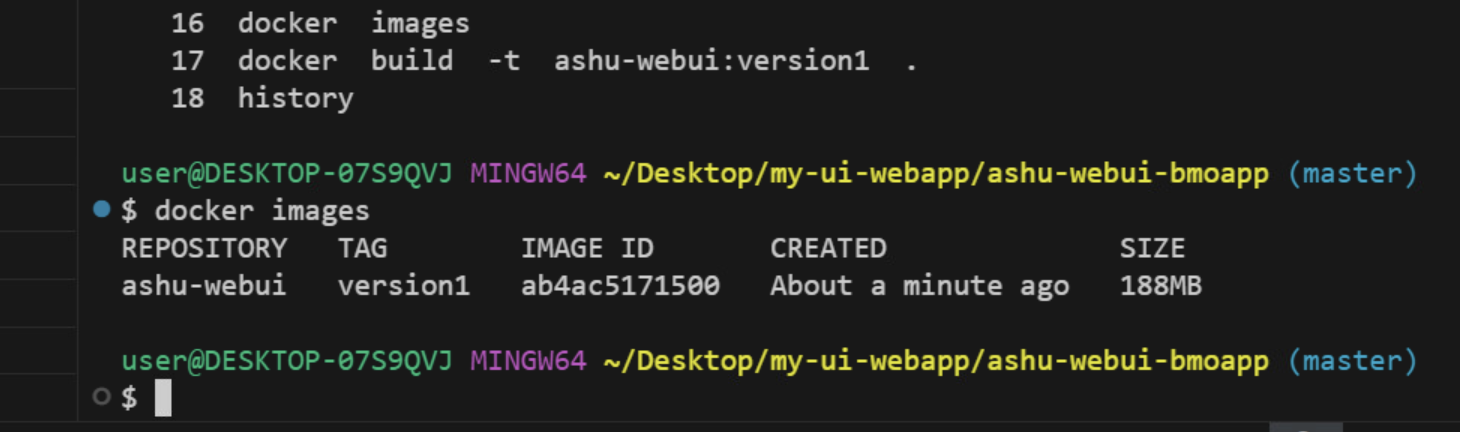 16 docker images
17 docker build -t ashu-webui:version1 .
18 history
user@DESKTOP-07S9QVJ MINGW64 ~/Desktop/my-ui-webapp/ashu-webui-bmoapp (master)
$ docker images
REPOSITORY TAG IMAGE ID CREATED SIZE
ashu-webui version1 ab4ac5171500 About a minute ago 188MB
user@DESKTOP-07S9QVJ MINGW64 ~/Desktop/my-ui-webapp/ashu-webui-bmoapp (master)
$